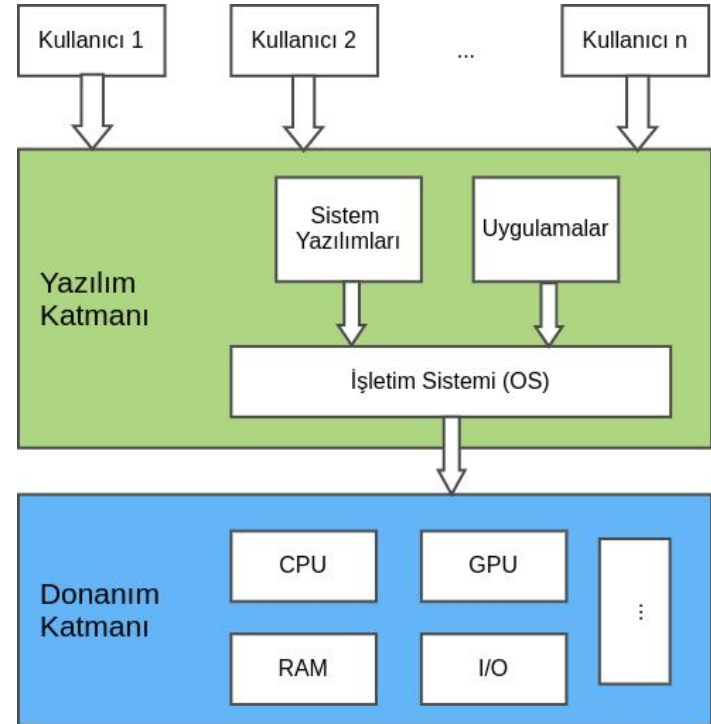 Kullanıcı 1
Kullanıcı 2
...
Kullanıcı n
Sistem
Yazılımları
Uygulamalar
Yazılım
Katmanı
İşletim Sistemi (OS)
CPU
GPU
...
Donanım
Katmanı
RAM
I/O